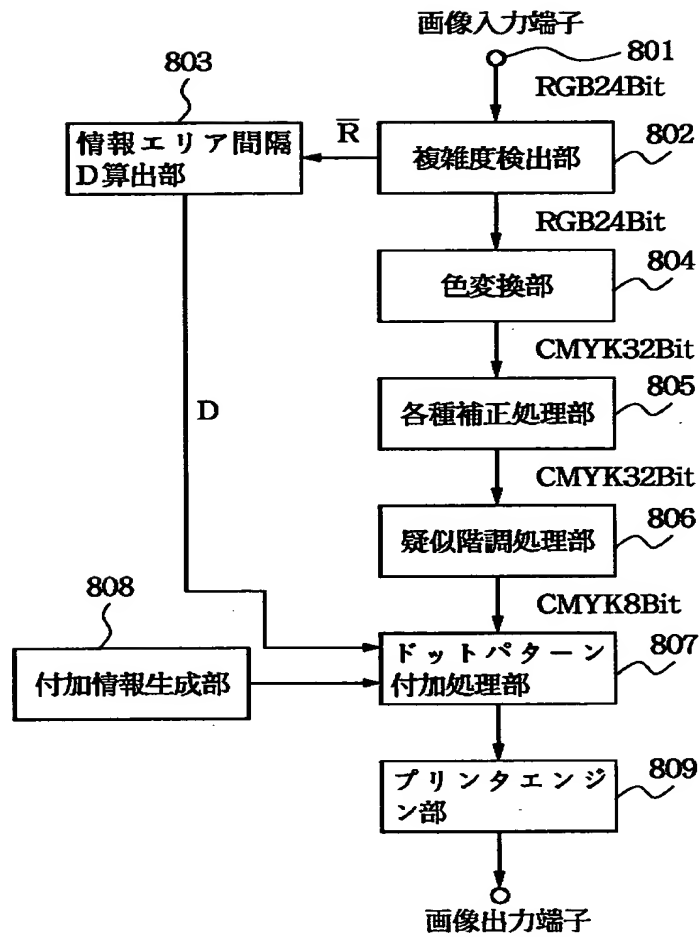 画像入力端子
801
RGB24Bit
803
情報エリア間隔
D算出部
R̅
複雑度検出部
802
RGB24Bit
804
色変換部
CMYK32Bit
805
各種補正処理部
D
CMYK32Bit
806
疑似階調処理部
CMYK8Bit
808
付加情報生成部
ドットパターン
付加処理部
807
プリンタエンジ
ン部
809
画像出力端子